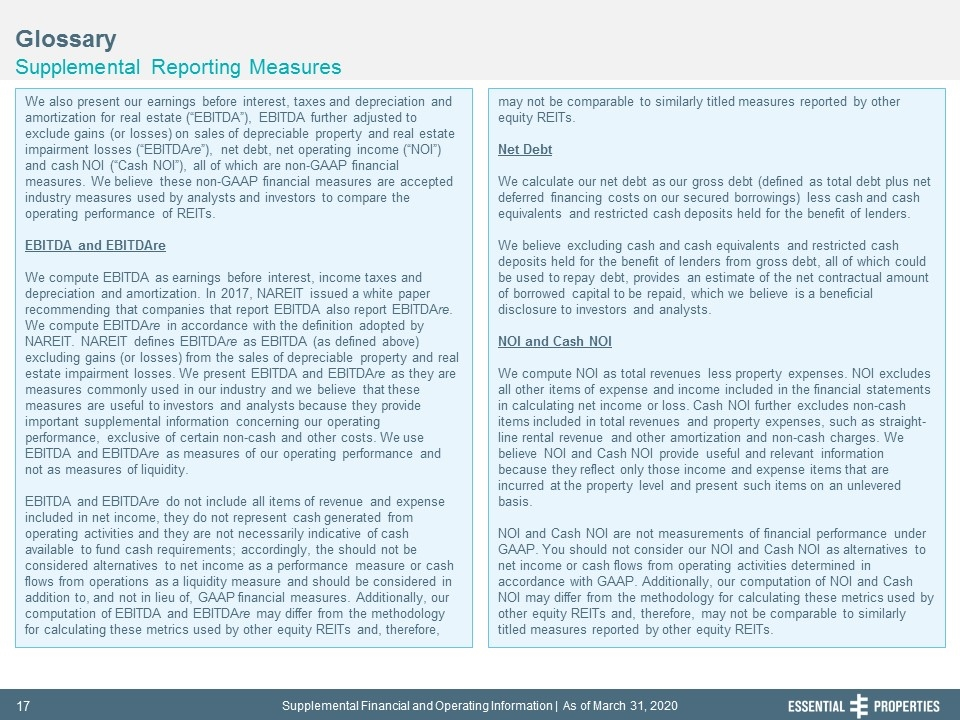 Glossary
Supplemental Reporting Measures
We also present our earnings before interest, taxes and depreciation and
amortization for real estate (“EBITDA”), EBITDA further adjusted to
exclude gains (or losses) on sales of depreciable property and real estate
impairment losses (“EBITDAre”), net debt, net operating income (“NOI”)
and cash NOI (“Cash NOI”), all of which are non-GAAP financial
measures. We believe these non-GAAP financial measures are accepted
industry measures used by analysts and investors to compare the
operating performance of REITs.
EBITDA and EBITDAre
We compute EBITDA as earnings before interest, income taxes and
depreciation and amortization. In 2017, NAREIT issued a white paper
recommending that companies that report EBITDA also report EBITDAre.
We compute EBITDAre in accordance with the definition adopted by
NAREIT. NAREIT defines EBITDAre as EBITDA (as defined above)
excluding gains (or losses) from the sales of depreciable property and real
estate impairment losses. We present EBITDA and EBITDAre as they are
measures commonly used in our industry and we believe that these
measures are useful to investors and analysts because they provide
important supplemental information concerning our operating
performance, exclusive of certain non-cash and other costs. We use
EBITDA and EBITDAre as measures of our operating performance and
not as measures of liquidity.
EBITDA and EBITDAre do not include all items of revenue and expense
included in net income, they do not represent cash generated from
operating activities and they are not necessarily indicative of cash
available to fund cash requirements; accordingly, the should not be
considered alternatives to net income as a performance measure or cash
flows from operations as a liquidity measure and should be considered in
addition to, and not in lieu of, GAAP financial measures. Additionally, our
computation of EBITDA and EBITDAre may differ from the methodology
for calculating these metrics used by other equity REITs and, therefore,
may not be comparable to similarly titled measures reported by other
equity REITs.
Net Debt
We calculate our net debt as our gross debt (defined as total debt plus net
deferred financing costs on our secured borrowings) less cash and cash
equivalents and restricted cash deposits held for the benefit of lenders.
We believe excluding cash and cash equivalents and restricted cash
deposits held for the benefit of lenders from gross debt, all of which could
be used to repay debt, provides an estimate of the net contractual amount
of borrowed capital to be repaid, which we believe is a beneficial
disclosure to investors and analysts.
NOI and Cash NOI
We compute NOI as total revenues less property expenses. NOI excludes
all other items of expense and income included in the financial statements
in calculating net income or loss. Cash NOI further excludes non-cash
items included in total revenues and property expenses, such as straight-
line rental revenue and other amortization and non-cash charges. We
believe NOI and Cash NOI provide useful and relevant information
because they reflect only those income and expense items that are
incurred at the property level and present such items on an unlevered
basis.
NOI and Cash NOI are not measurements of financial performance under
GAAP. You should not consider our NOI and Cash NOI as alternatives to
net income or cash flows from operating activities determined in
accordance with GAAP. Additionally, our computation of NOI and Cash
NOI may differ from the methodology for calculating these metrics used by
other equity REITs and, therefore, may not be comparable to similarly
titled measures reported by other equity REITs.
17
Supplemental Financial and Operating Information | As of March 31, 2020
ESSENTIAL PROPERTIES